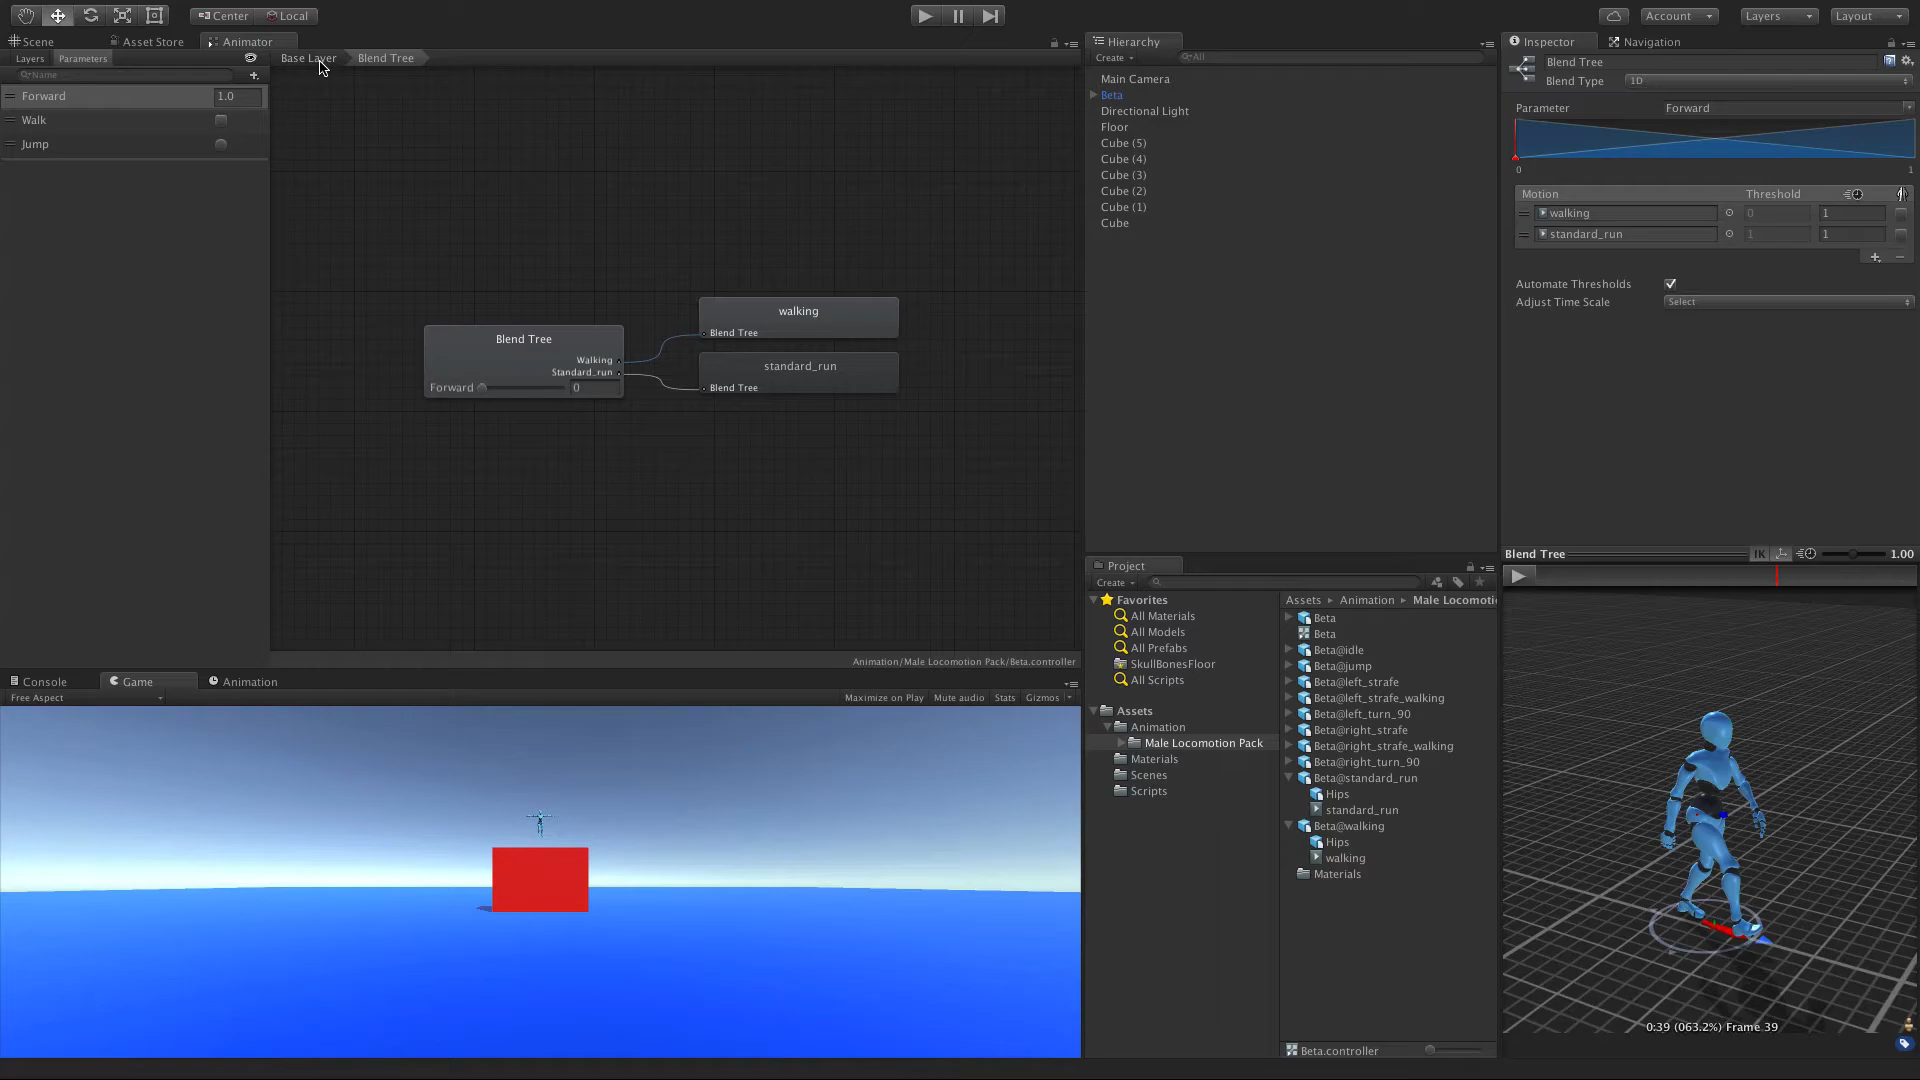 Center
Local
Account
Layers
Layout
Scene
Asset Store
Animator
Layers
Parameters
Name
Forward
1.0
Walk
Jump
Base Layer
Blend Tree
Blend Tree
Walking
Standard_run
Forward
0
walking
Blend Tree
standard_run
Blend Tree
Animation/Male Locomotion Pack/Beta.controller
Hierarchy
Create
All
Main Camera
Beta
Directional Light
Floor
Cube (5)
Cube (4)
Cube (3)
Cube (2)
Cube (1)
Cube
Inspector
Navigation
Blend Tree
Blend Type
1D
Parameter
Forward
0
1
Motion
Threshold
walking
0
1
standard_run
1
1
Automate Thresholds
Adjust Time Scale
Select
Console
Game
Animation
Free Aspect
Maximize on Play
Mute audio
Stats
Gizmos
Project
Create
Favorites
All Materials
All Models
All Prefabs
SkullBonesFloor
All Scripts
Assets
Animation
Male Locomotion Pack
Materials
Scenes
Scripts
Assets
Animation
Male Locomoti
Beta
Beta
Beta@idle
Beta@jump
Beta@left_strafe
Beta@left_strafe_walking
Beta@left_turn_90
Beta@right_strafe
Beta@right_strafe_walking
Beta@right_turn_90
Beta@standard_run
Hips
standard_run
Beta@walking
Hips
walking
Materials
Beta.controller
Blend Tree
IK
1.00
0:39 (063.2%) Frame 39